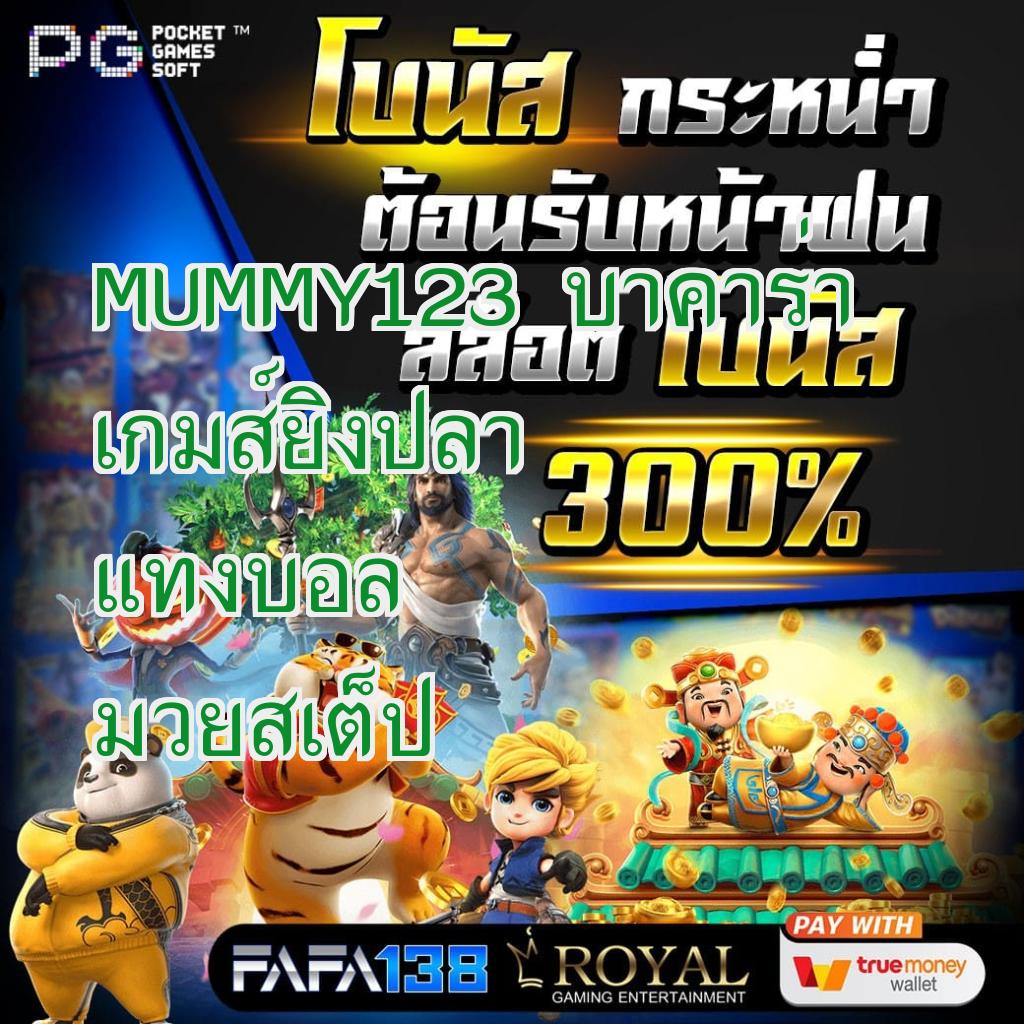 PG POCKET GAMES SOFT™
โบนัส กระหน่ำ
ต้อนรับหน้าฝน
MUMMY123 บาคาร่า
สล็อต โบนัส
เกมส์ยิงปลา
300%
แทงบอล
มวยสเต็ป
FAFA138
ROYAL
GAMING ENTERTAINMENT
PAY WITH
truemoney
wallet